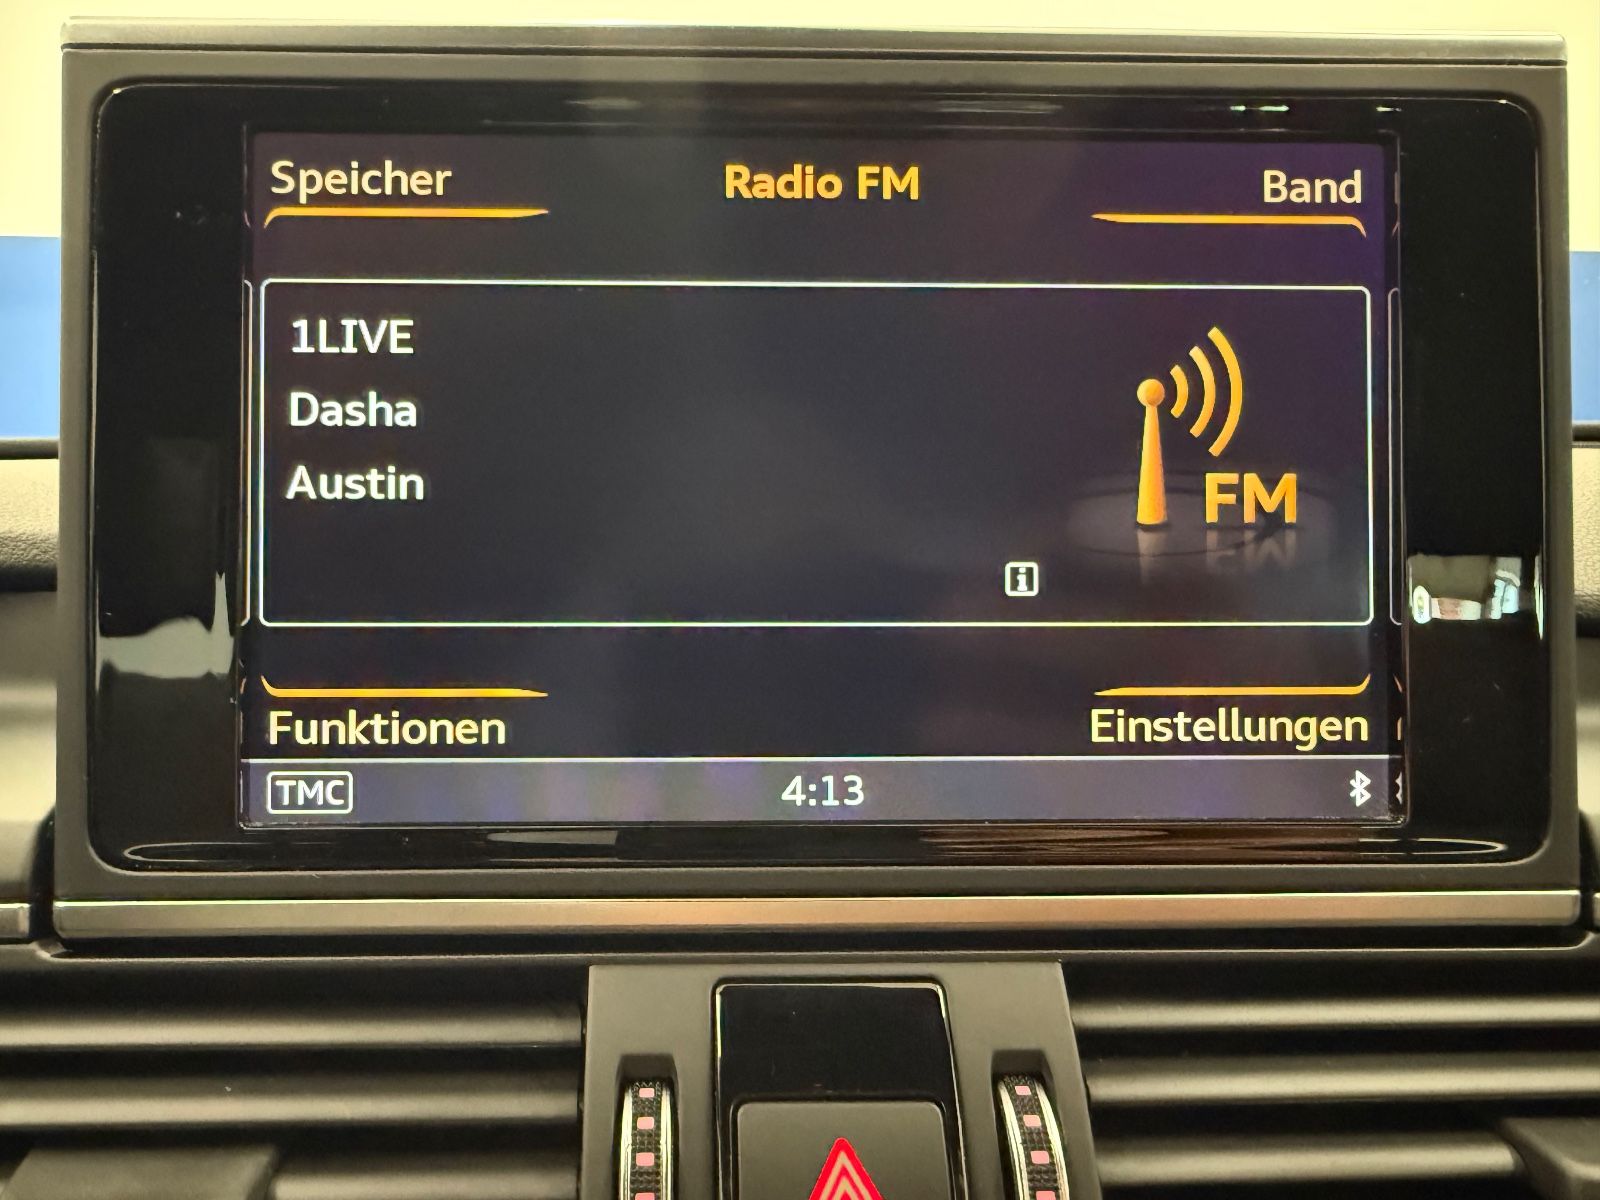 Speicher
Radio FM
Band
1LIVE
Dasha
Austin
FM
i
Funktionen
Einstellungen
TMC
4:13